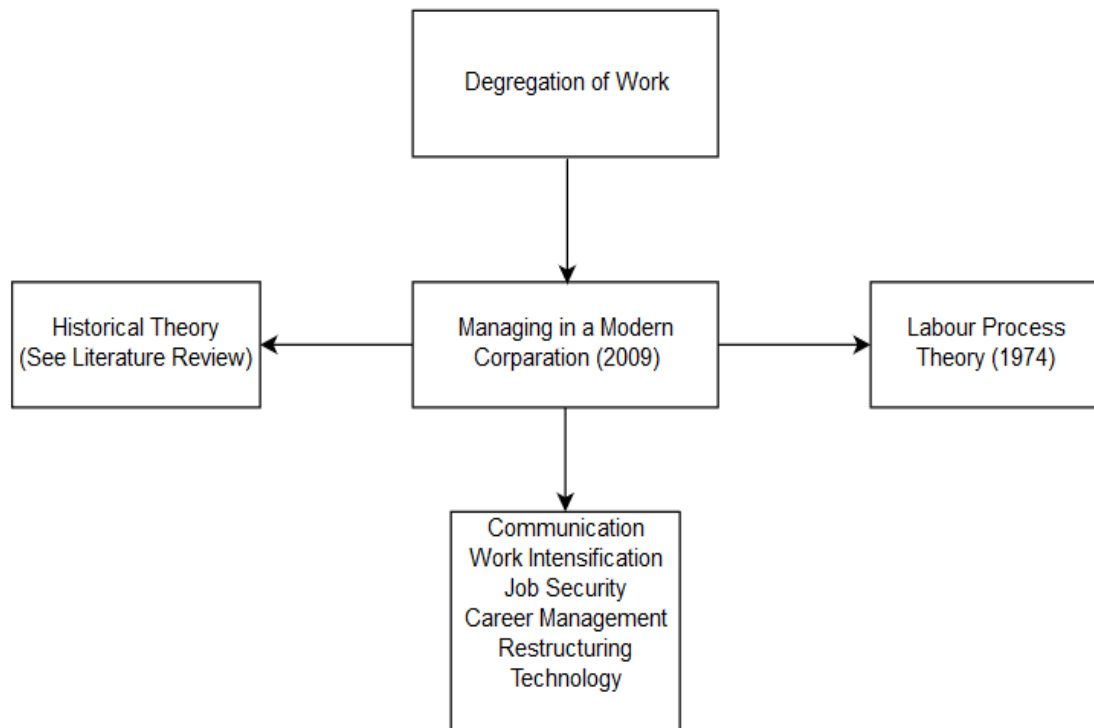 Degregation of Work
Historical Theory
(See Literature Review)
Managing in a Modern
Corparation (2009)
Labour Process
Theory (1974)
Communication
Work Intensification
Job Security
Career Management
Restructuring
Technology